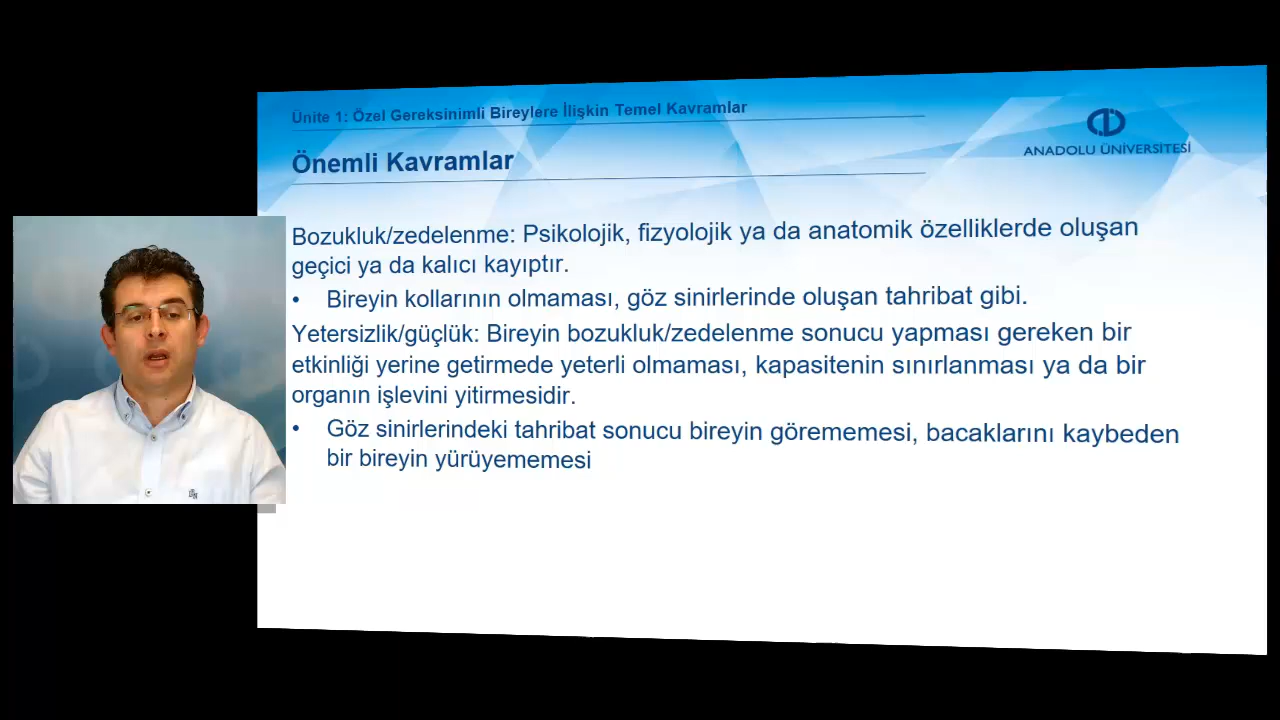 Ünite 1: Özel Gereksinimli Bireylere İlişkin Temel Kavramlar
ANADOLU ÜNİVERSİTESİ
Önemli Kavramlar
Bozukluk/zedelenme: Psikolojik, fizyolojik ya da anatomik özelliklerde oluşan
geçici ya da kalıcı kayıptır.
• Bireyin kollarının olmaması, göz sinirlerinde oluşan tahribat gibi.
Yetersizlik/güçlük: Bireyin bozukluk/zedelenme sonucu yapması gereken bir
etkinliği yerine getirmede yeterli olmaması, kapasitenin sınırlanması ya da bir
organın işlevini yitirmesidir.
• Göz sinirlerindeki tahribat sonucu bireyin görememesi, bacaklarını kaybeden
bir bireyin yürüyememesi